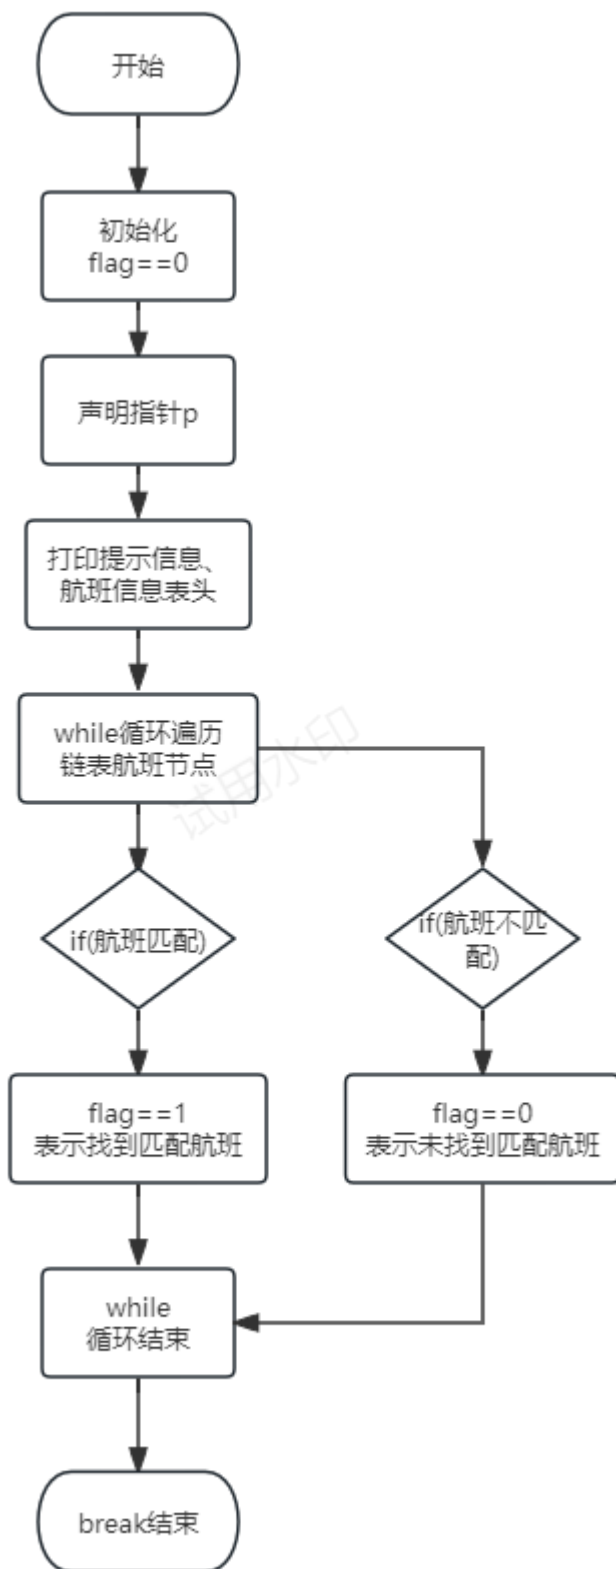 开始
初始化
flag==0
声明指针p
打印提示信息、
航班信息表头
while循环遍历
链表航班节点
试用水印
if(航班匹配)
if(航班不匹
配)
flag==1
表示找到匹配航班
flag==0
表示未找到匹配航班
while
循环结束
break结束